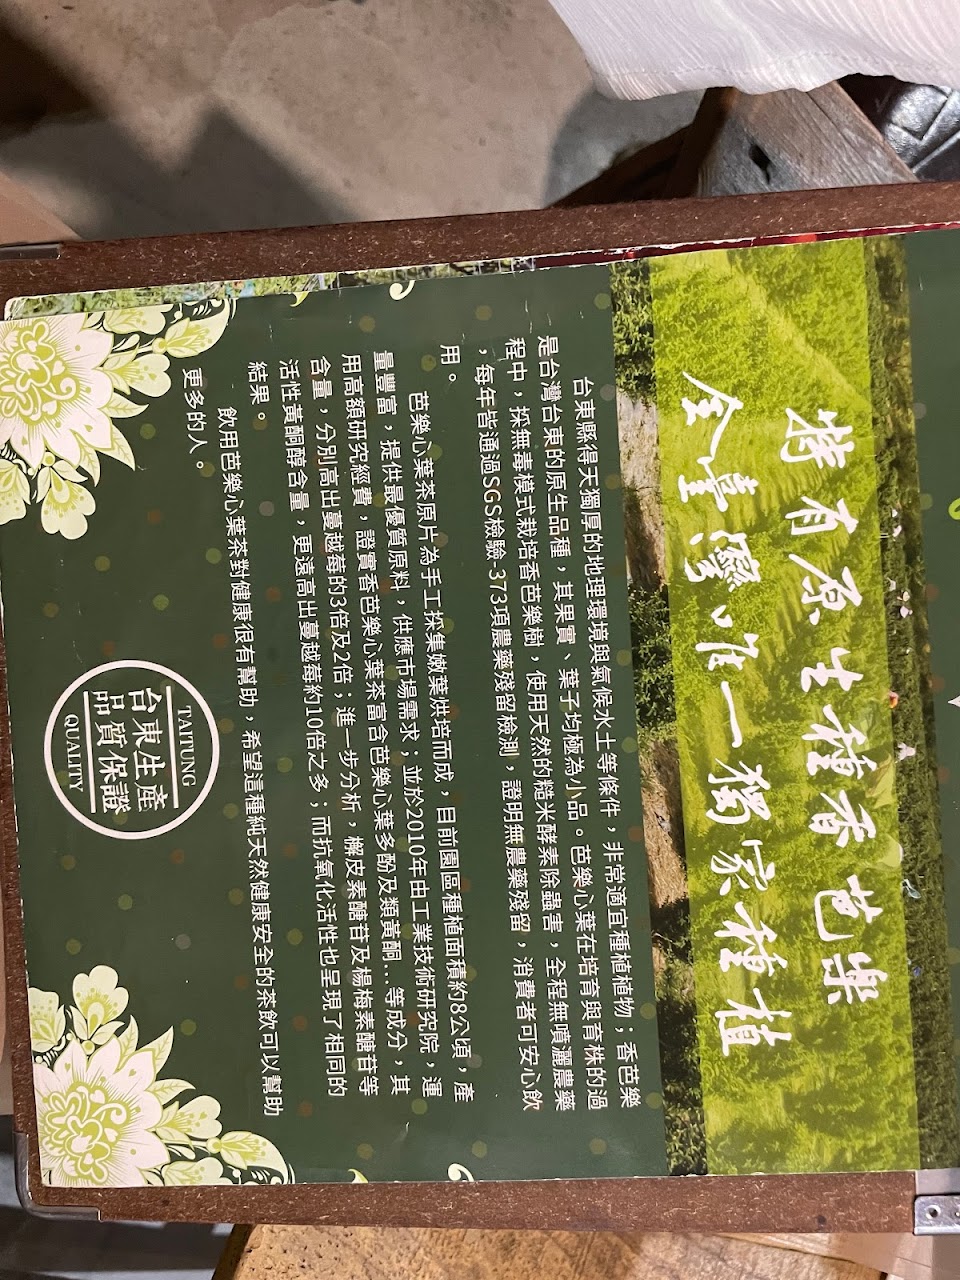 特有原生種香芭樂
全臺灣唯一獨家種植
台東縣得天獨厚的地理環境與氣候水土等條件，非常適宜種植植物；香芭樂
是台灣台東的原生品種，其果實、葉子均極為小品。芭樂心葉在培育與育株的過
程中，採無毒模式栽培香芭樂樹，使用天然的糙米酵素除蟲害，全程無噴灑農藥
，每年皆通過SGS檢驗-373項農藥殘留檢測，證明無農藥殘留，消費者可安心飲
用。
芭樂心葉茶原片為手工採集嫩葉烘培而成，目前園區種植面積約8公頃，產
量豐富，提供最優質原料，供應市場需求；並於2010年由工業技術研究院，運
用高額研究經費，證實香芭樂心葉茶富含芭樂心葉多酚及類黃酮...等成分，其
含量，分別高出蔓越莓的3倍及2倍；進一步分析，槲皮素醣苷及楊梅素醣苷等
活性黃酮醇含量，更遠高出蔓越莓約10倍之多；而抗氧化活性也呈現了相同的
結果。
飲用芭樂心葉茶對健康很有幫助，希望這種純天然健康安全的茶飲可以幫助
更多的人。
TAITUNG
台東生產
品質保證
QUALITY